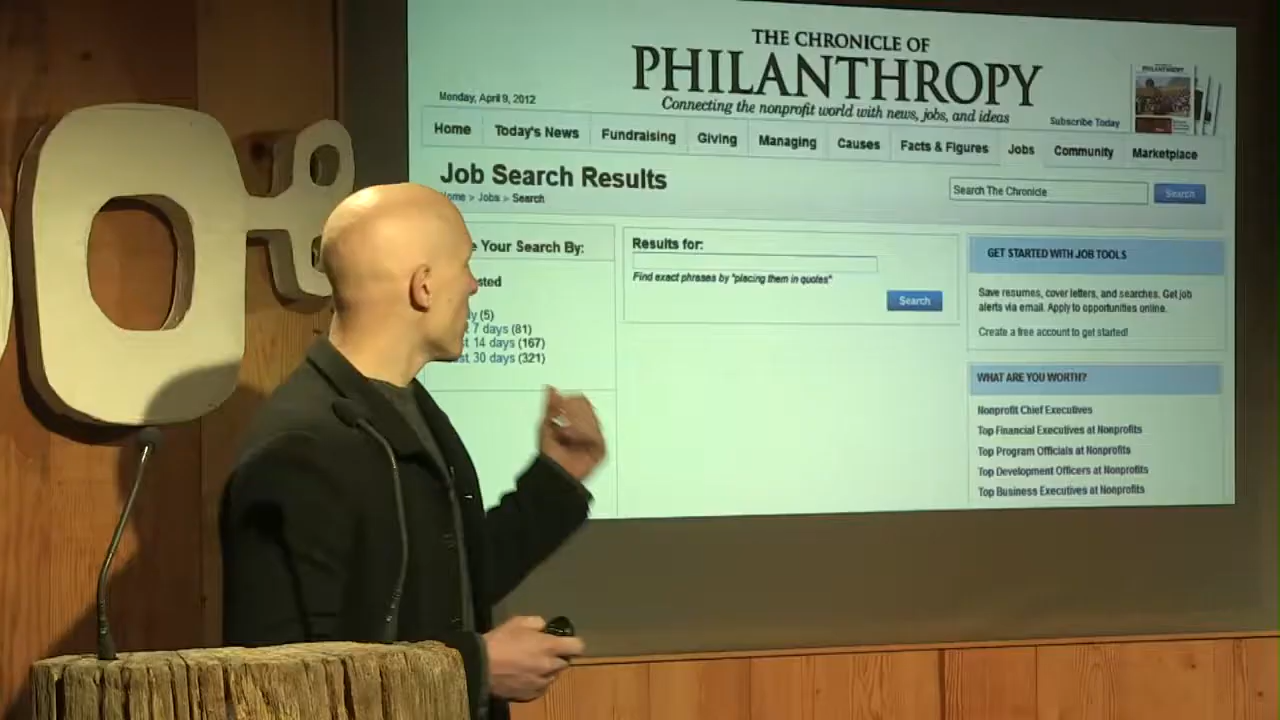 THE CHRONICLE OF
PHILANTHROPY
Connecting the nonprofit world with news, jobs, and ideas
Monday, April 9, 2012
Subscribe Today
Home
Today's News
Fundraising
Giving
Managing
Causes
Facts & Figures
Jobs
Community
Marketplace
Job Search Results
Home > Jobs > Search
Search The Chronicle
Search
Your Search By:
(5)
7 days (81)
14 days (167)
30 days (321)
Results for:
Find exact phrases by "placing them in quotes"
Search
GET STARTED WITH JOB TOOLS
Save resumes, cover letters, and searches. Get job
alerts via email. Apply to opportunities online.
Create a free account to get started!
WHAT ARE YOU WORTH?
Nonprofit Chief Executives
Top Financial Executives at Nonprofits
Top Program Officials at Nonprofits
Top Development Officers at Nonprofits
Top Business Executives at Nonprofits